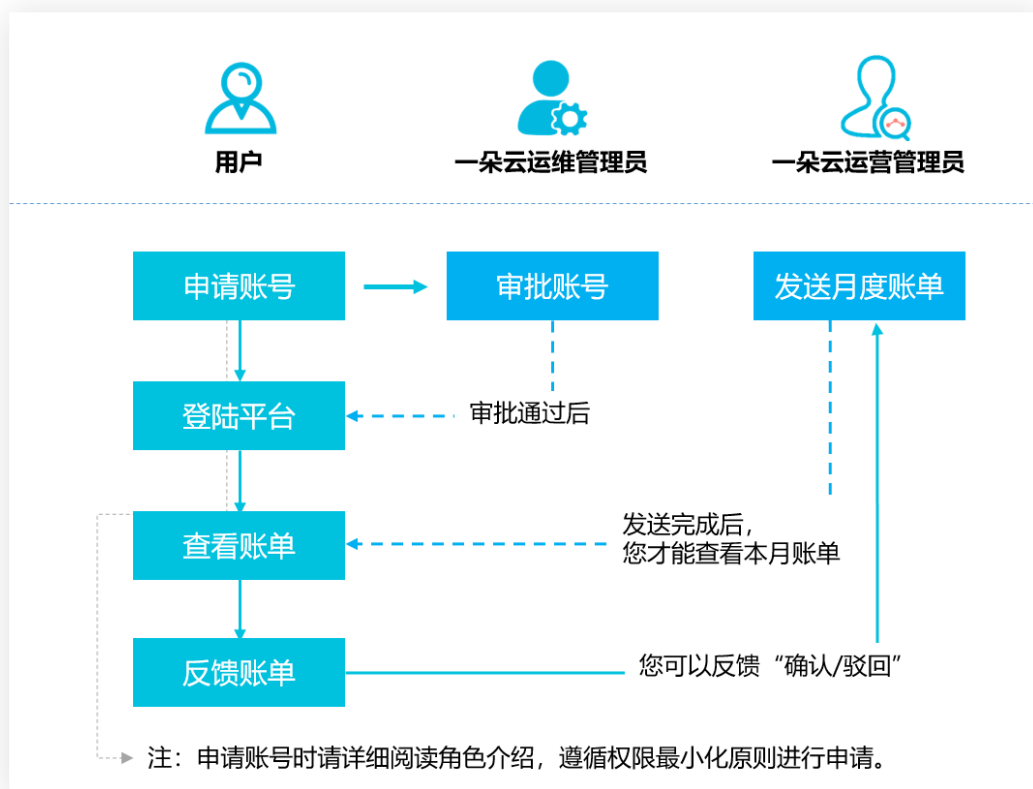 用户
一朵云运维管理员
一朵云运营管理员
申请账号
审批账号
发送月度账单
登陆平台
审批通过后
查看账单
发送完成后，
您才能查看本月账单
反馈账单
您可以反馈“确认/驳回”
注：申请账号时请详细阅读角色介绍，遵循权限最小化原则进行申请。